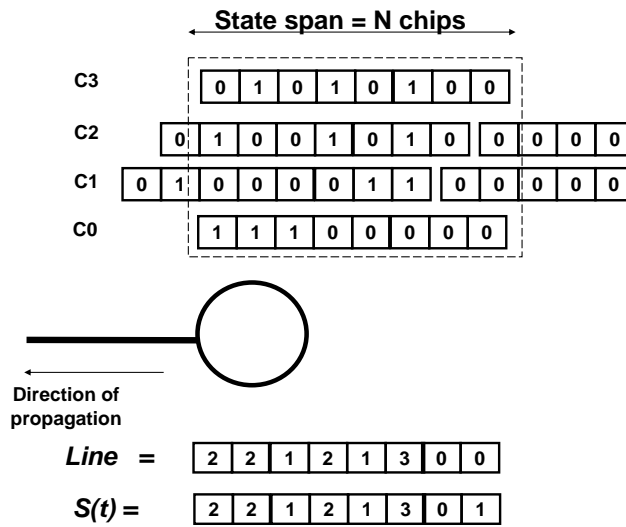 State span = N chips
C3 0 1 0 1 0 1 0 0
C2 0 1 0 0 1 0 1 0 0 0 0 0
C1 0 1 0 0 0 0 1 1 0 0 0 0 0
C0 1 1 1 0 0 0 0 0
Direction of
propagation
Line = 2 2 1 2 1 3 0 0
S(t) = 2 2 1 2 1 3 0 1